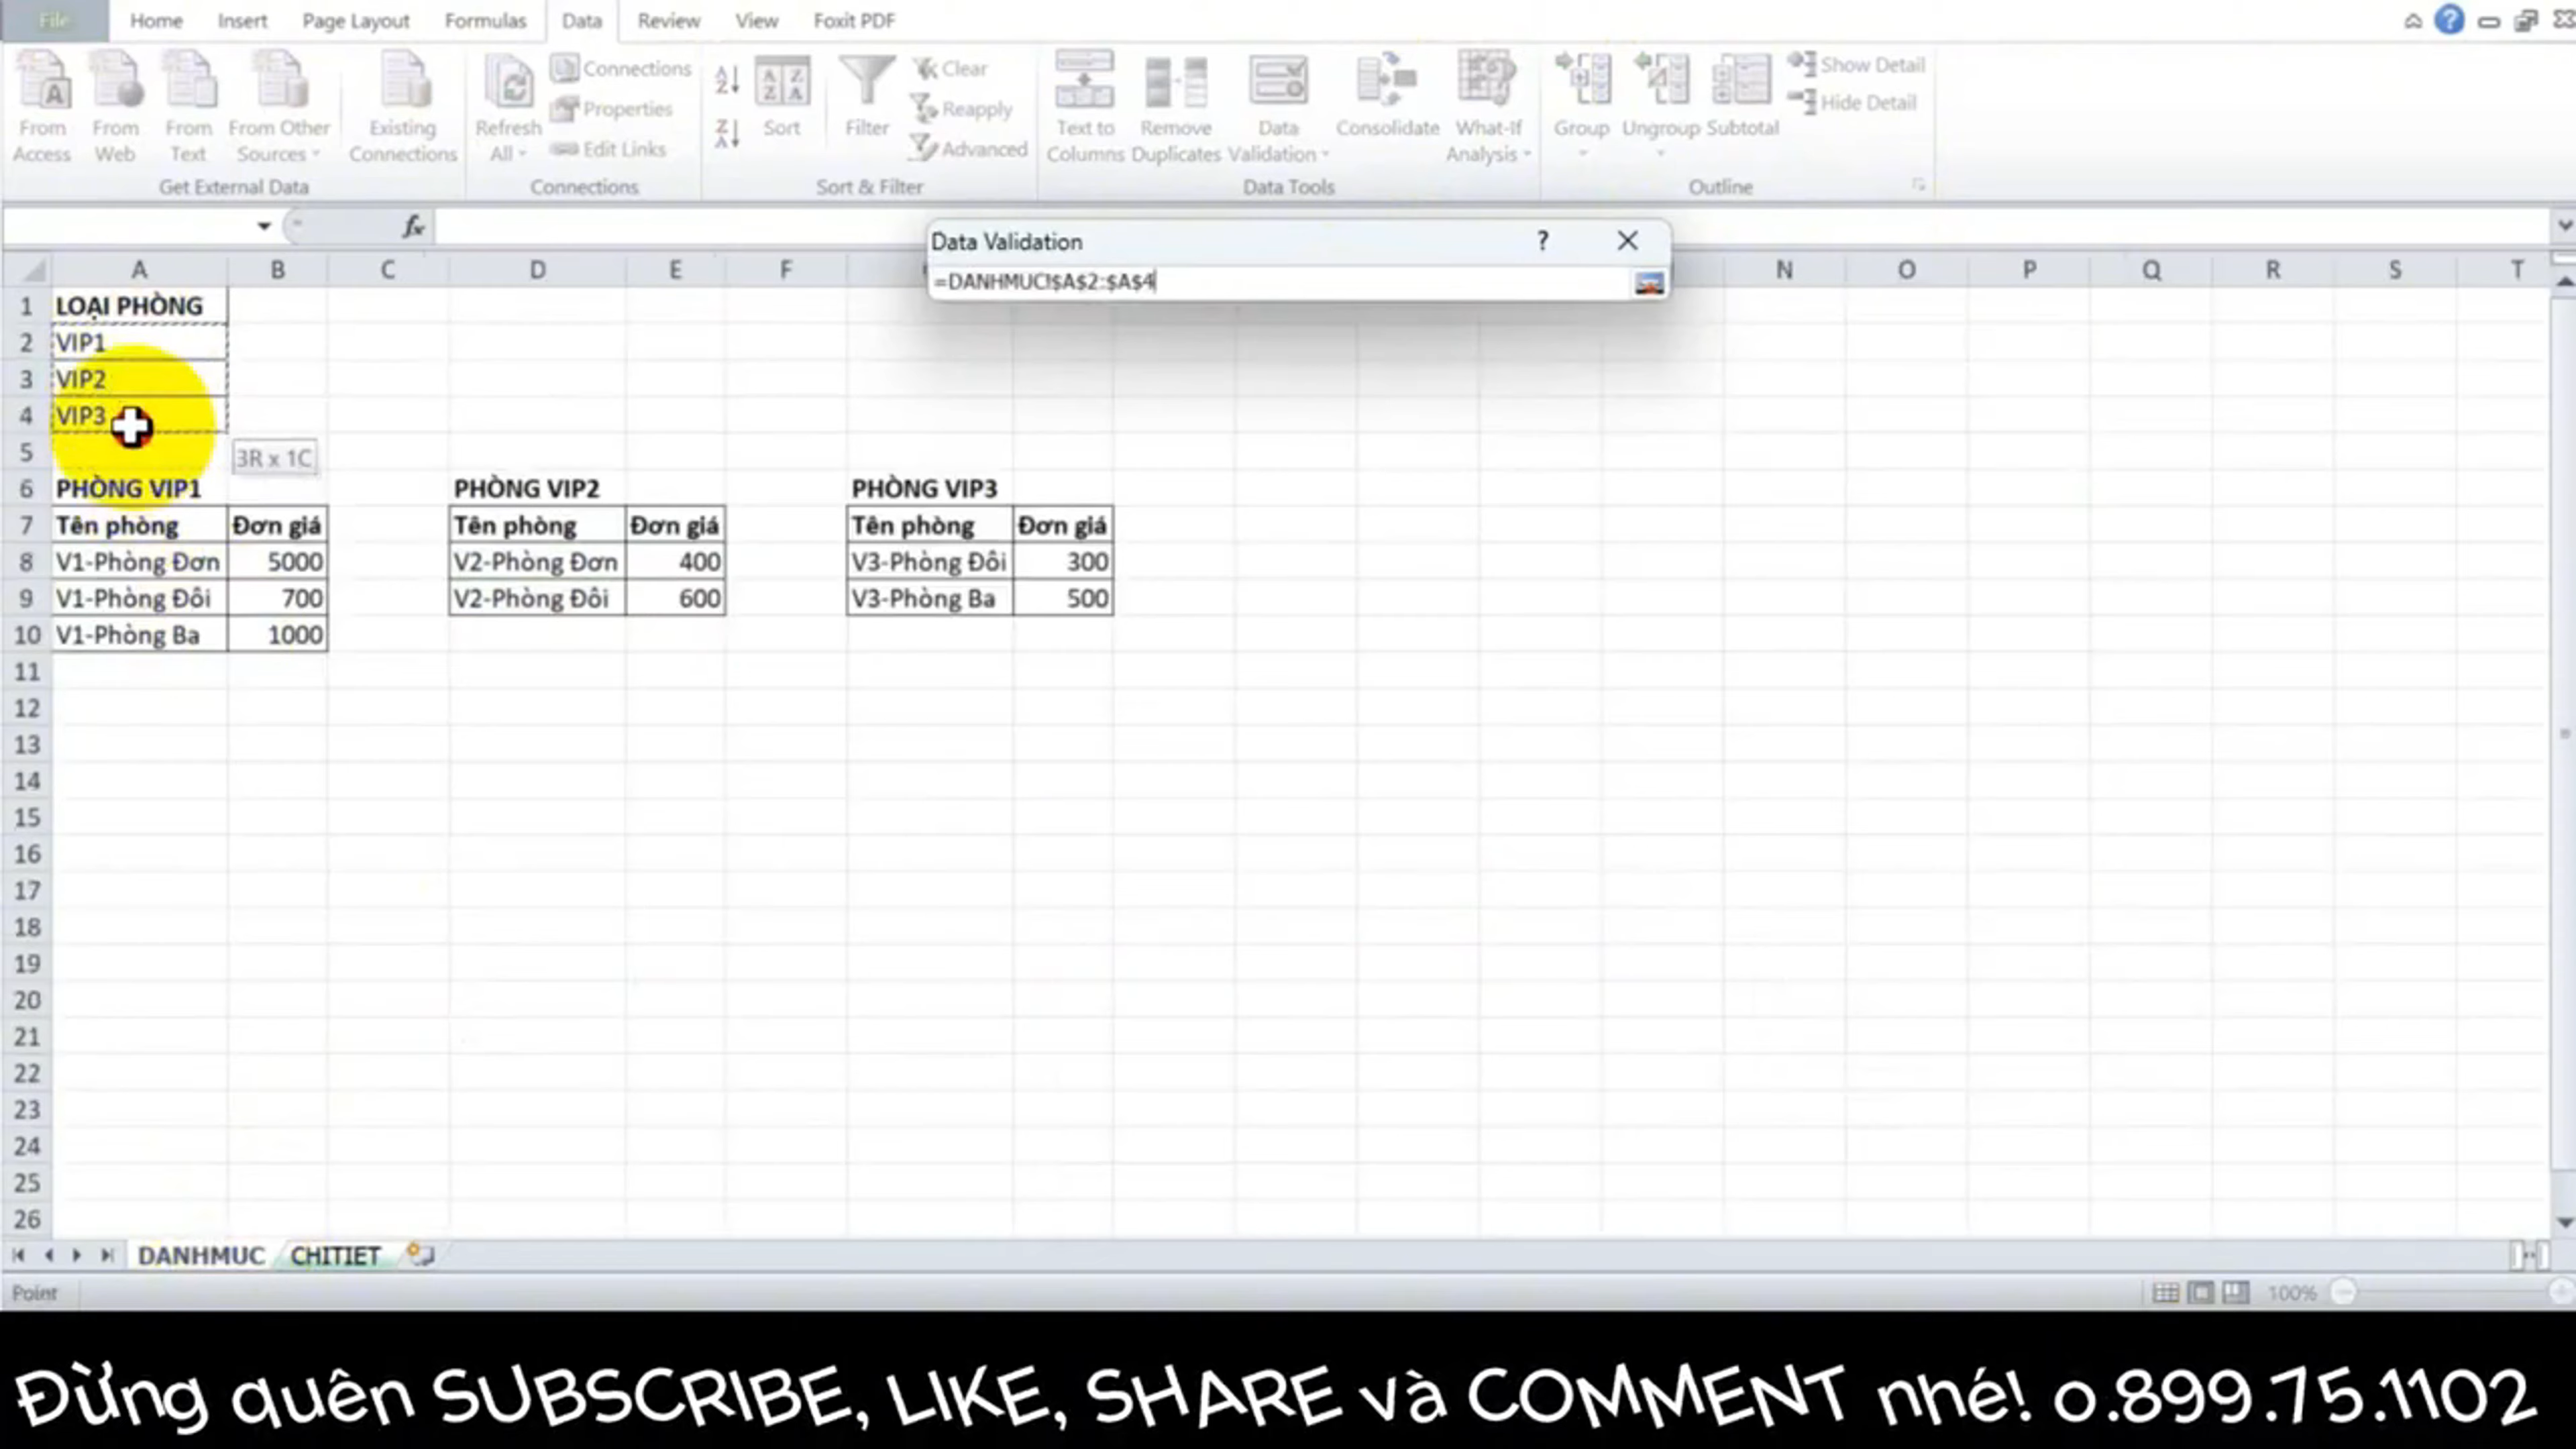 File Home Insert Page Layout Formulas Data Review View Foxit PDF
From Access
From Web
From Text
From Other Sources
Existing Connections
Get External Data
Refresh All
Connections
Properties
Edit Links
Connections
Sort
Filter
Clear
Reapply
Advanced
Sort & Filter
Text to Columns
Remove Duplicates
Data Validation
Consolidate
What-If Analysis
Data Tools
Group
Ungroup
Subtotal
Show Detail
Hide Detail
Outline
fx
Data Validation ?
=DANHMUC!$A$2:$A$4
A B C D E F N O P Q R S T
1 LOẠI PHÒNG
2 VIP1
3 VIP2
4 VIP3
5
3R x 1C
6 PHÒNG VIP1 PHÒNG VIP2 PHÒNG VIP3
7 Tên phòng Đơn giá Tên phòng Đơn giá Tên phòng Đơn giá
8 V1-Phòng Đơn 5000 V2-Phòng Đơn 400 V3-Phòng Đôi 300
9 V1-Phòng Đôi 700 V2-Phòng Đôi 600 V3-Phòng Ba 500
10 V1-Phòng Ba 1000
11
12
13
14
15
16
17
18
19
20
21
22
23
24
25
26
DANHMUC CHITIET
Point 100%
Đừng quên SUBSCRIBE, LIKE, SHARE và COMMENT nhé! 0.899.75.1102